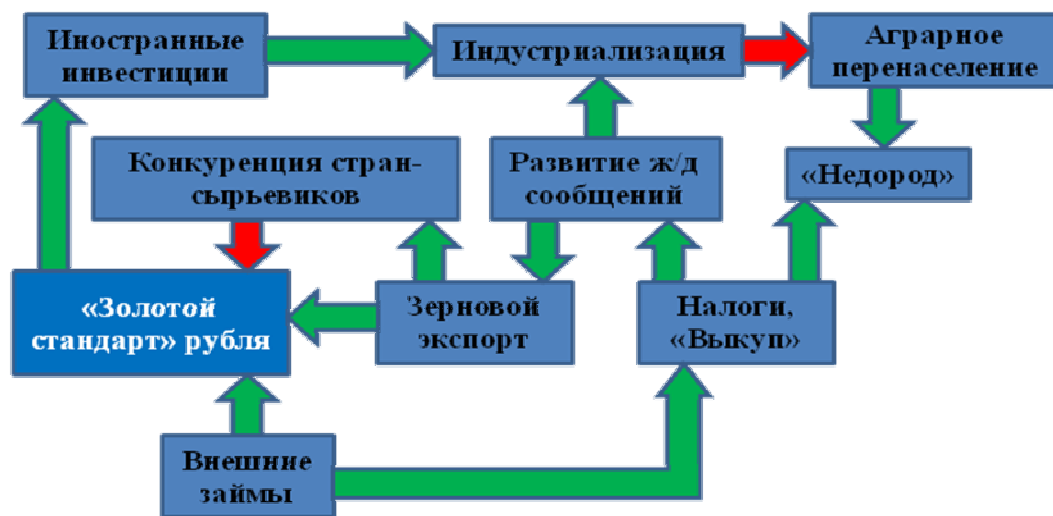 Иностранные
инвестиции
Индустриализация
Аграрное
перенаселение
Конкуренция стран-
сырьевиков
Развитие ж/д
сообщений
«Недород»
«Золотой
стандарт» рубля
Зерновой
экспорт
Налоги,
«Выкуп»
Внешние
займы